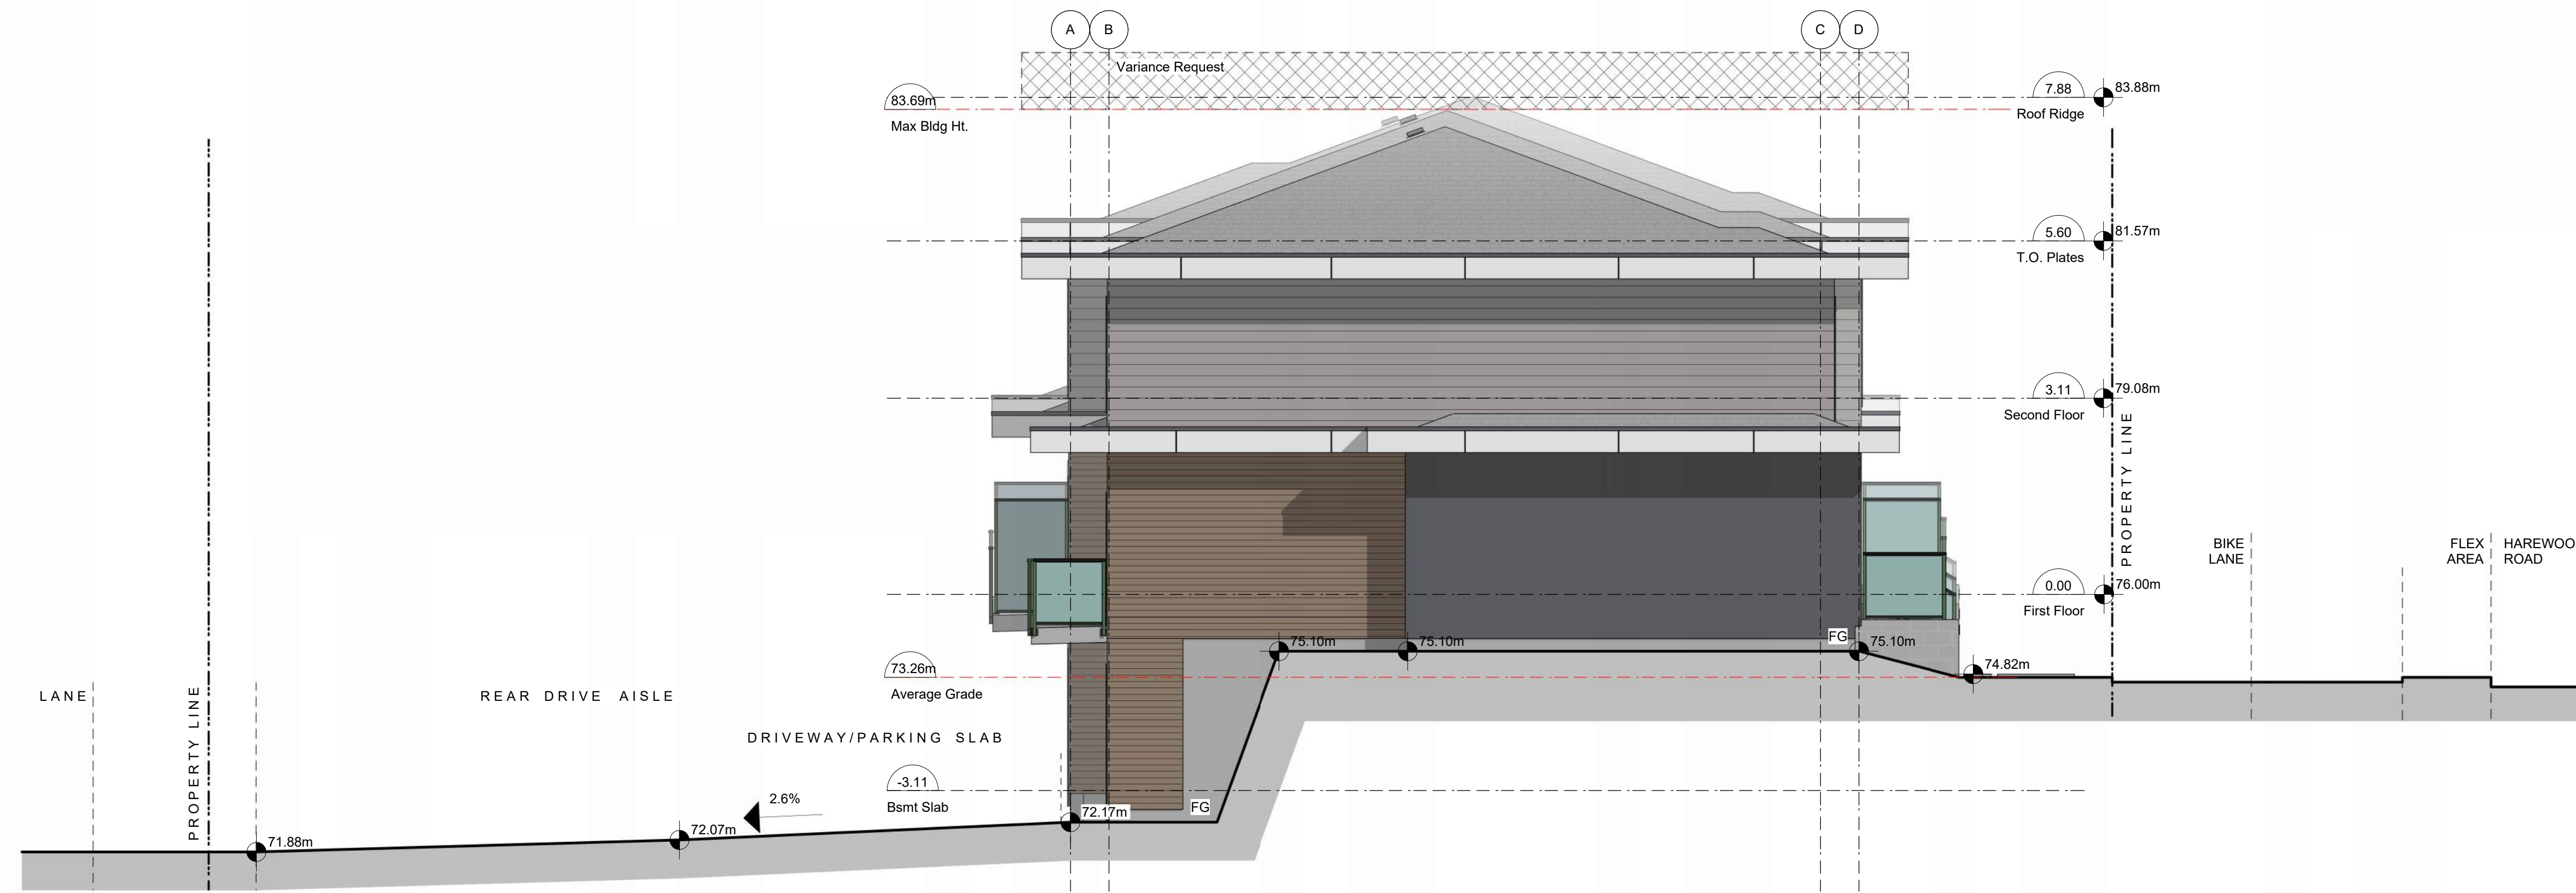 A
B
C
D
Variance Request
83.69m
Max Bldg Ht.
7.88
83.88m
Roof Ridge
5.60
81.57m
T.O. Plates
3.11
79.08m
Second Floor
PROPERTY LINE
BIKE
LANE
FLEX
AREA
HAREWOO
ROAD
0.00
76.00m
First Floor
75.10m
75.10m
FG
75.10m
74.82m
73.26m
Average Grade
LANE
PROPERTY LINE
REAR DRIVE AISLE
DRIVEWAY/PARKING SLAB
-3.11
Bsmt Slab
2.6%
FG
72.17m
72.07m
71.88m